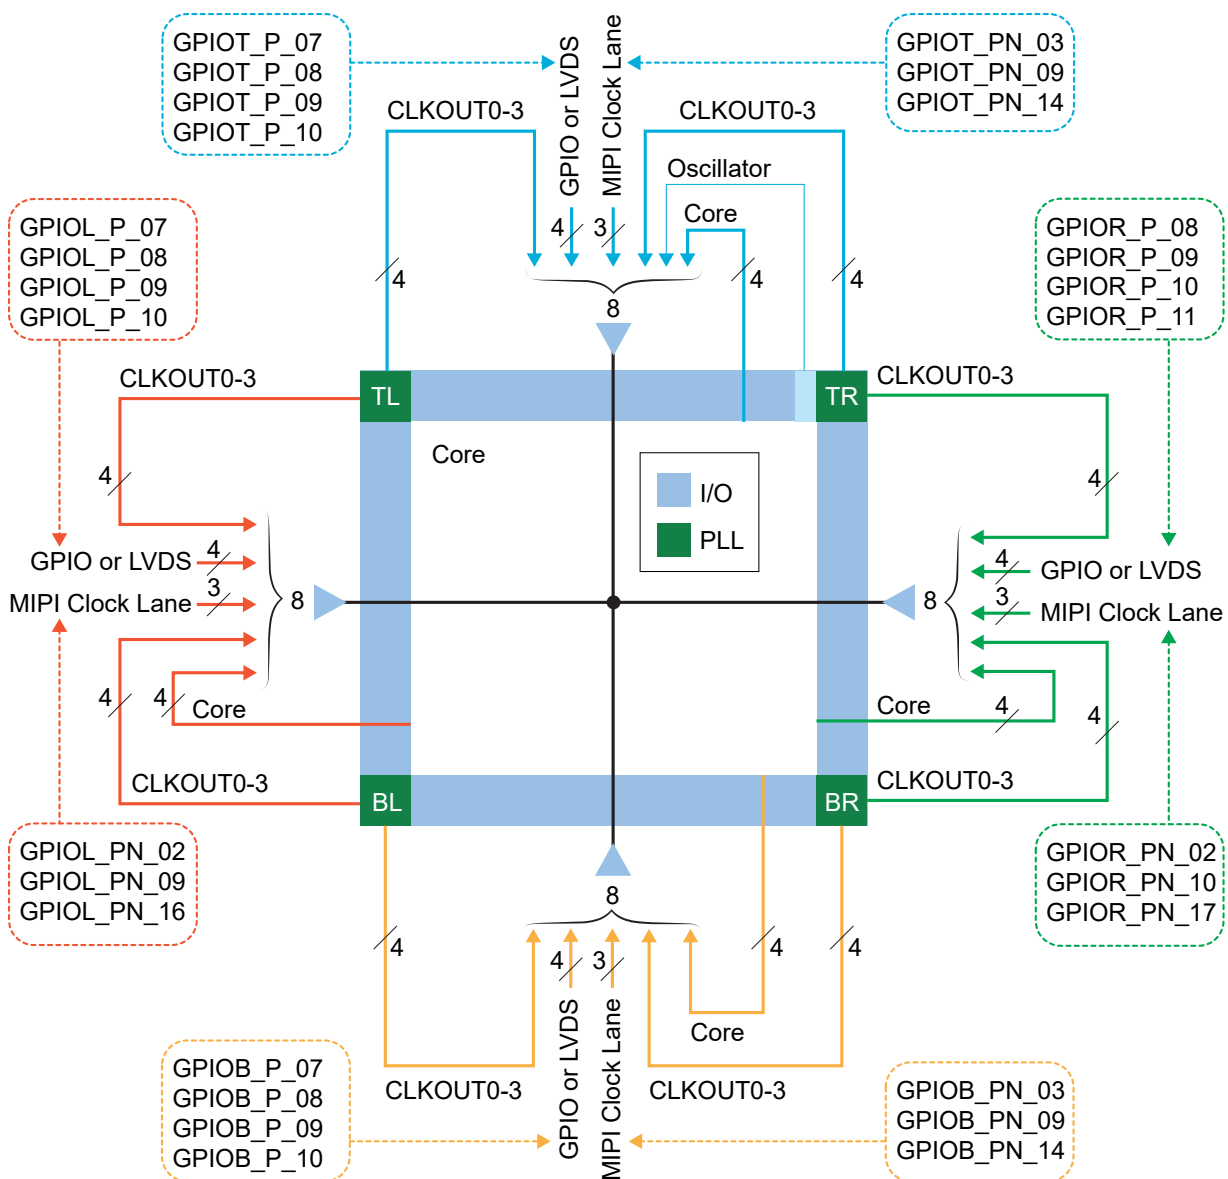 GPIOT_P_07
GPIOT_P_08
GPIOT_P_09
GPIOT_P_10
GPIO or LVDS
MIPI Clock Lane
GPIOT_PN_03
GPIOT_PN_09
GPIOT_PN_14
CLKOUT0-3
CLKOUT0-3
Oscillator
Core
4
3
4
4
4
8
GPIOL_P_07
GPIOL_P_08
GPIOL_P_09
GPIOL_P_10
GPIOR_P_08
GPIOR_P_09
GPIOR_P_10
GPIOR_P_11
CLKOUT0-3
TL
TR
CLKOUT0-3
Core
I/O
PLL
4
4
GPIO or LVDS
4
MIPI Clock Lane
3
8
8
4
GPIO or LVDS
3
MIPI Clock Lane
4
4
Core
Core
4
4
CLKOUT0-3
BL
BR
CLKOUT0-3
GPIOL_PN_02
GPIOL_PN_09
GPIOL_PN_16
GPIOR_PN_02
GPIOR_PN_10
GPIOR_PN_17
8
4
4
3
4
4
Core
CLKOUT0-3
GPIO or LVDS
MIPI Clock Lane
CLKOUT0-3
GPIOB_P_07
GPIOB_P_08
GPIOB_P_09
GPIOB_P_10
GPIOB_PN_03
GPIOB_PN_09
GPIOB_PN_14